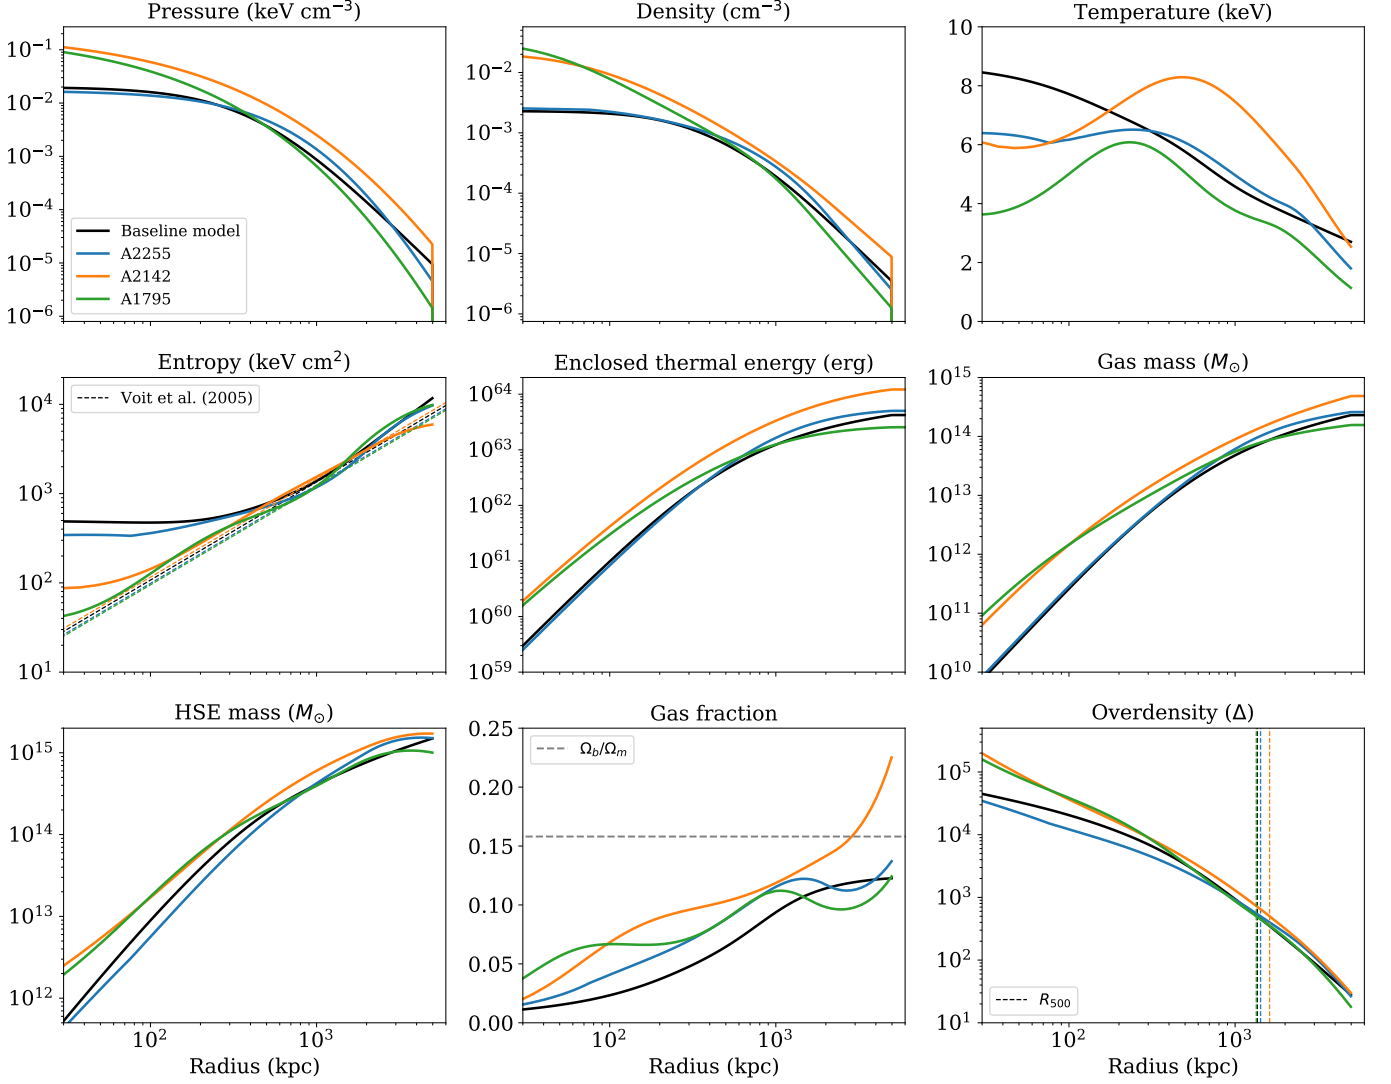 Pressure (keV cm⁻³)
10⁻¹
10⁻²
10⁻³
10⁻⁴
10⁻⁵
10⁻⁶
Baseline model
A2255
A2142
A1795
Density (cm⁻³)
10⁻²
10⁻³
10⁻⁴
10⁻⁵
10⁻⁶
Temperature (keV)
10
8
6
4
2
0
Entropy (keV cm²)
10⁴
10³
10²
10¹
Voit et al. (2005)
Enclosed thermal energy (erg)
10⁶⁴
10⁶³
10⁶²
10⁶¹
10⁶⁰
10⁵⁹
Gas mass (M☉)
10¹⁵
10¹⁴
10¹³
10¹²
10¹¹
10¹⁰
HSE mass (M☉)
10¹⁵
10¹⁴
10¹³
10¹²
10² 10³
Radius (kpc)
Gas fraction
0.25
0.20
0.15
0.10
0.05
0.00
Ω_b/Ω_m
10² 10³
Radius (kpc)
Overdensity (Δ)
10⁵
10⁴
10³
10²
10¹
R₅₀₀
10² 10³
Radius (kpc)